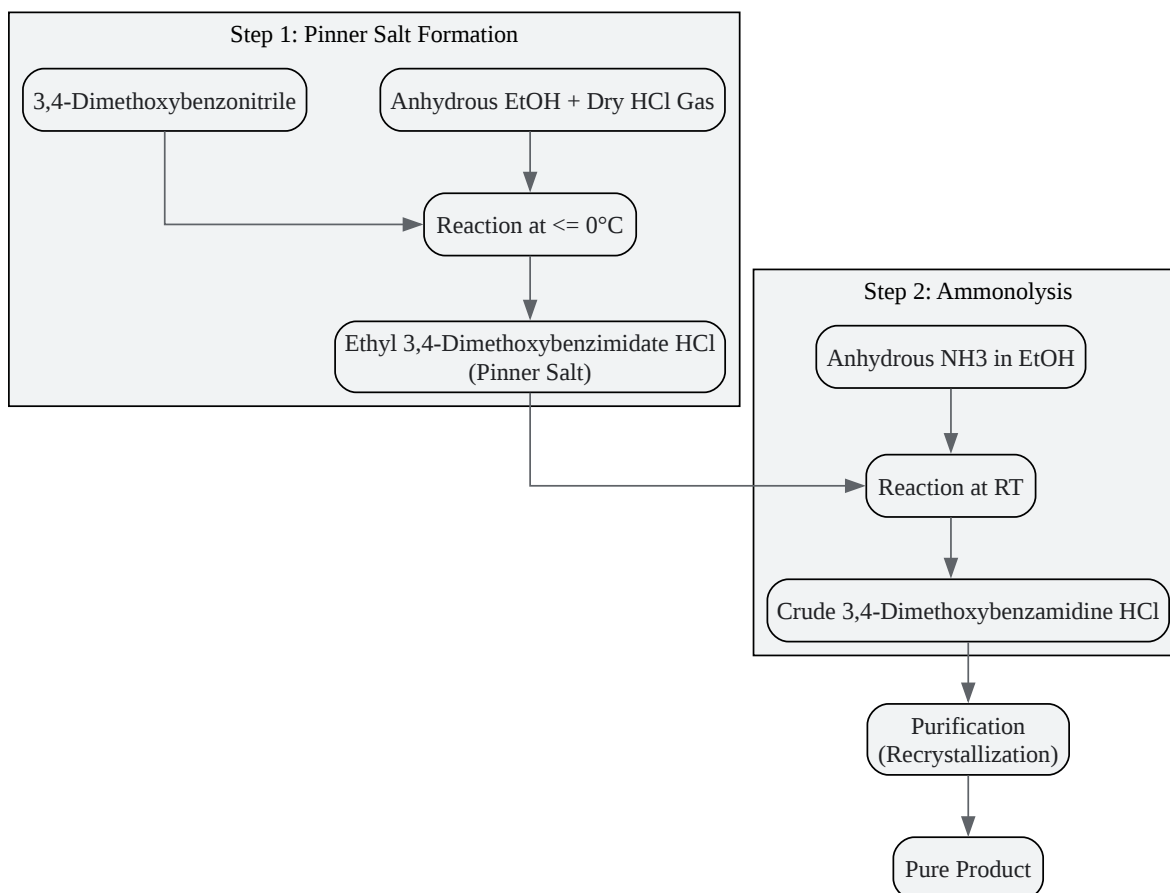 Step 1: Pinner Salt Formation
3,4-Dimethoxybenzonitrile
Anhydrous EtOH + Dry HCl Gas
Reaction at <= 0°C
Ethyl 3,4-Dimethoxybenzimidate HCl
(Pinner Salt)
Step 2: Ammonolysis
Anhydrous NH3 in EtOH
Reaction at RT
Crude 3,4-Dimethoxybenzamidine HCl
Purification
(Recrystallization)
Pure Product